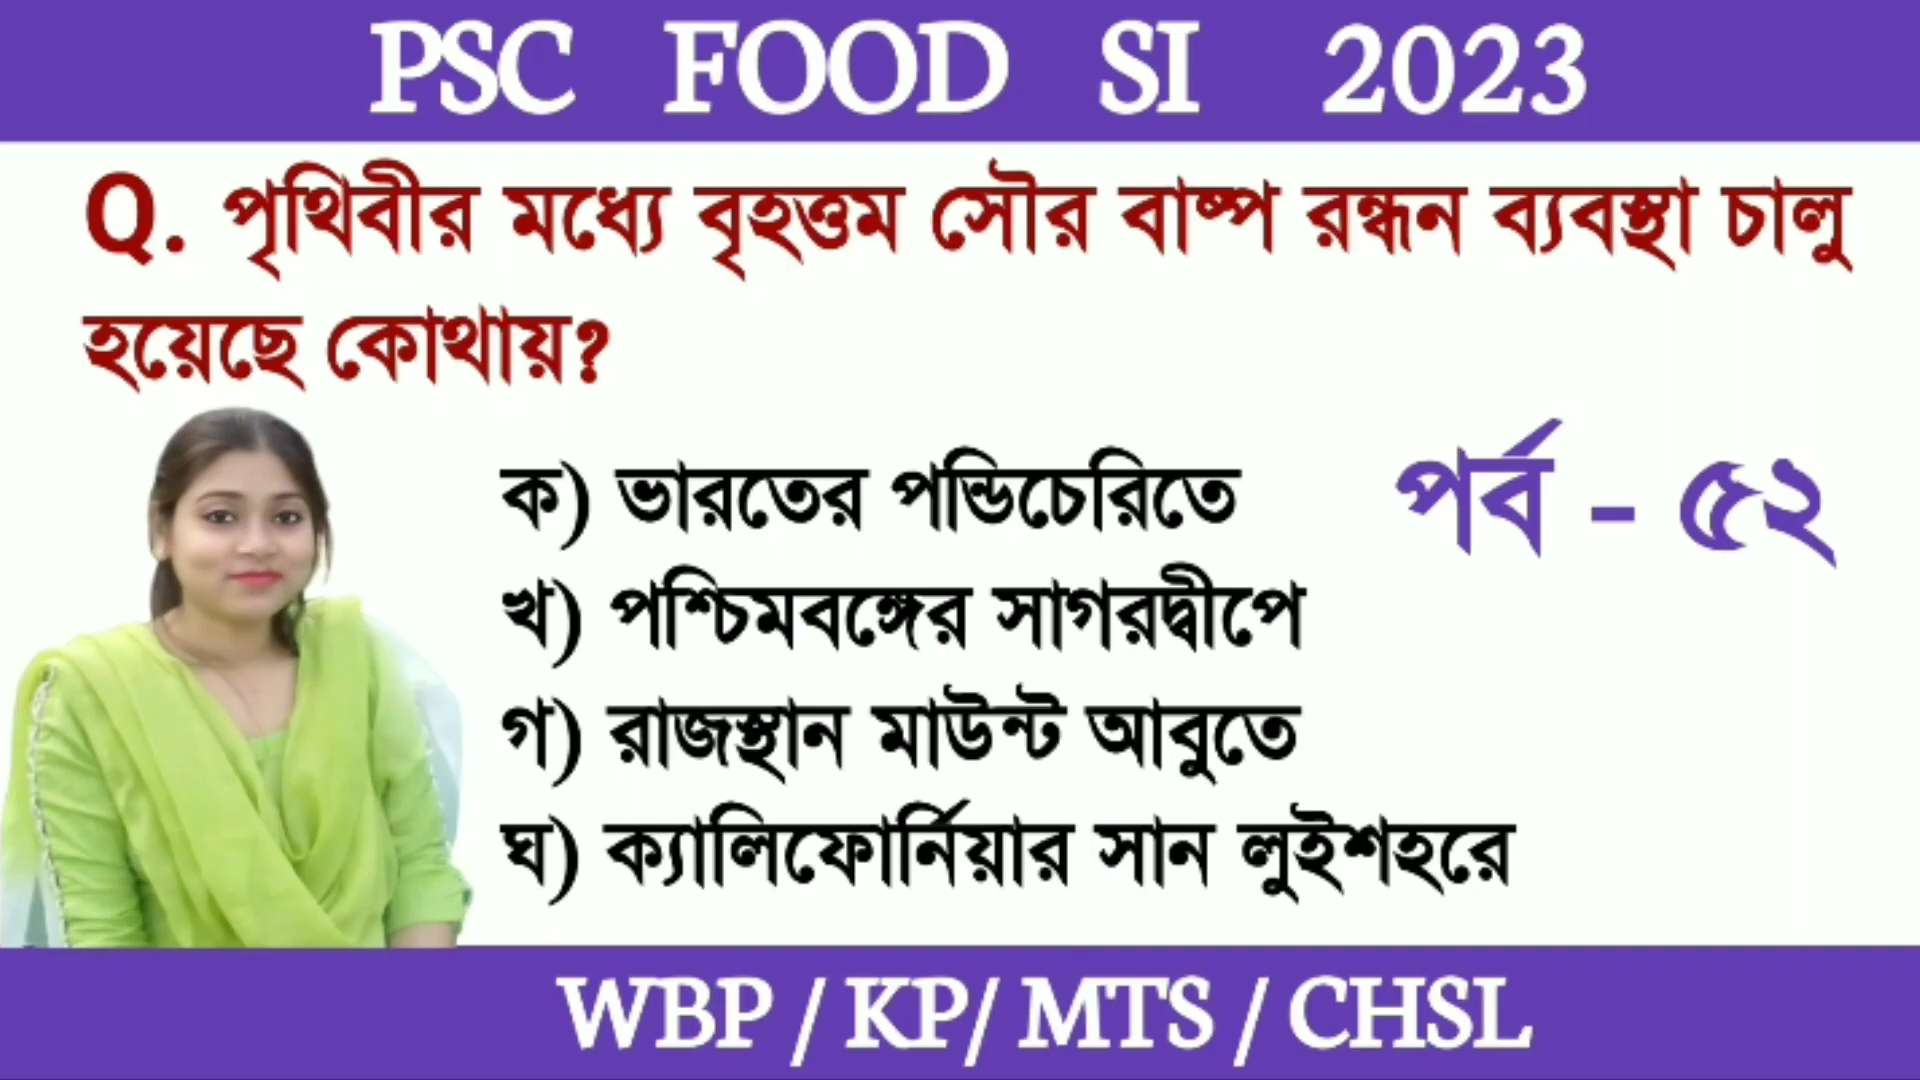 PSC FOOD SI 2023
Q. পৃথিবীর মধ্যে বৃহত্তম সৌর বাষ্প রন্ধন ব্যবস্থা চালু
হয়েছে কোথায়?
ক) ভারতের পন্ডিচেরিতে
পর্ব - ৫২
খ) পশ্চিমবঙ্গের সাগরদ্বীপে
গ) রাজস্থান মাউন্ট আবুতে
ঘ) ক্যালিফোর্নিয়ার সান লুইশহরে
WBP / KP/ MTS / CHSL